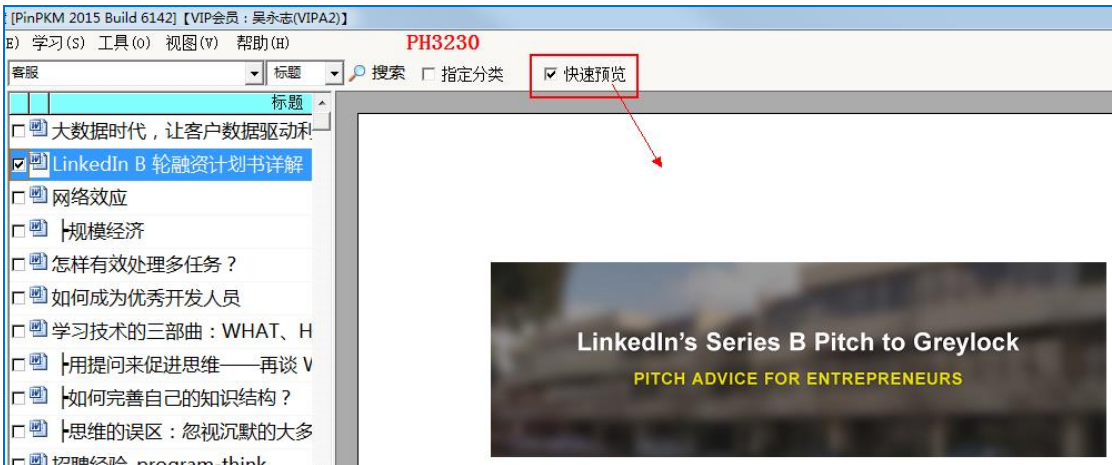 [PinPKM 2015 Build 6142]【VIP会员：吴永志(VIPA2)】
E) 学习(S) 工具(O) 视图(V) 帮助(H) PH3230
客服 标题 搜索 指定分类 快速预览
标题
大数据时代，让客户数据驱动利
LinkedIn B 轮融资计划书详解
网络效应
┝规模经济
怎样有效处理多任务？
如何成为优秀开发人员
学习技术的三部曲：WHAT、H
┝用提问来促进思维——再谈 W
┝如何完善自己的知识结构？
┝思维的误区：忽视沉默的大多
招聘经验 program-think
LinkedIn's Series B Pitch to Greylock
PITCH ADVICE FOR ENTREPRENEURS